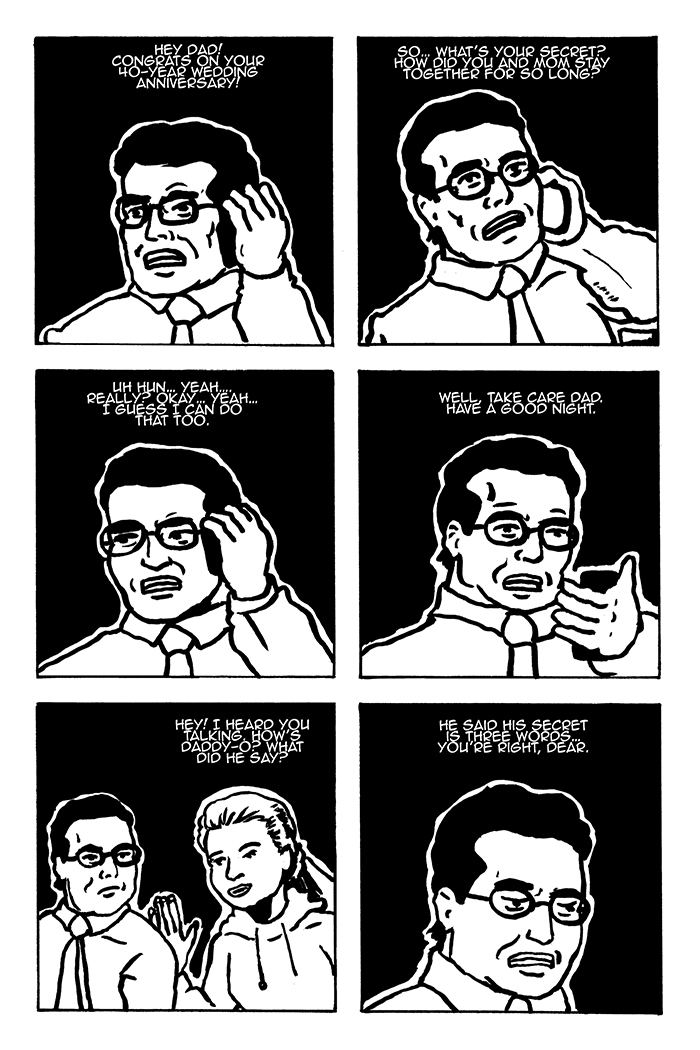 HEY DAD!
CONGRATS ON YOUR
40-YEAR WEDDING
ANNIVERSARY!
SO... WHAT'S YOUR SECRET?
HOW DID YOU AND MOM STAY
TOGETHER FOR SO LONG?
UH HUN... YEAH....
REALLY? OKAY... YEAH...
I GUESS I CAN DO
THAT TOO.
WELL, TAKE CARE DAD.
HAVE A GOOD NIGHT.
HEY! I HEARD YOU
TALKING. HOW'S
DADDY-O? WHAT
DID HE SAY?
HE SAID HIS SECRET
IS THREE WORDS...
YOU'RE RIGHT, DEAR.